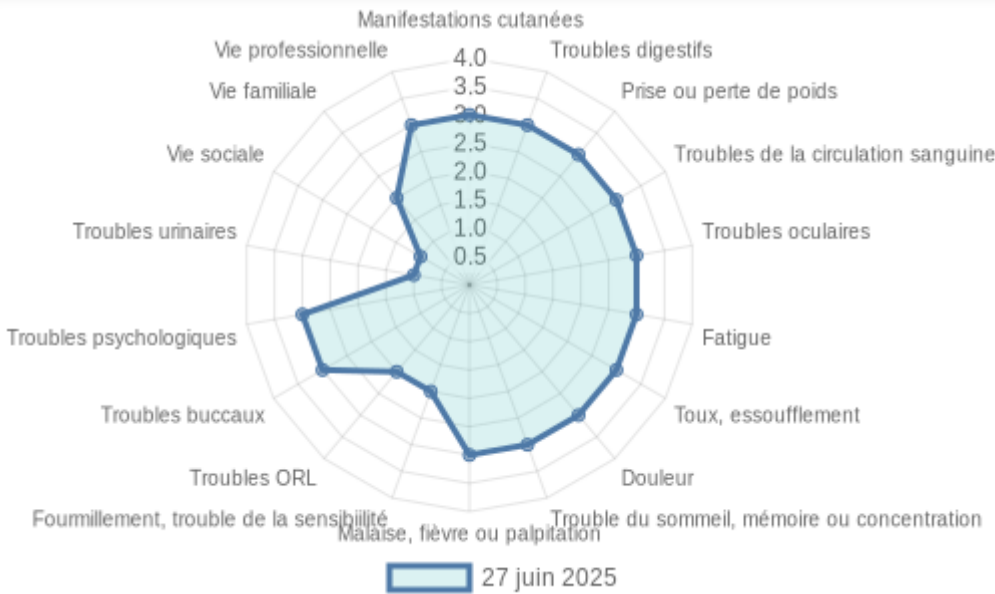 Manifestations cutanées
Vie professionnelle
Troubles digestifs
4.0
Vie familiale
3.5
Prise ou perte de poids
3.0
Vie sociale
2.5
Troubles de la circulation sanguine
2.0
1.5
Troubles urinaires
1.0
Troubles oculaires
0.5
Troubles psychologiques
Fatigue
Troubles buccaux
Toux, essoufflement
Troubles ORL
Douleur
Fourmillement, trouble de la sensibiilité
Trouble du sommeil, mémoire ou concentration
Malaise, fièvre ou palpitation
27 juin 2025